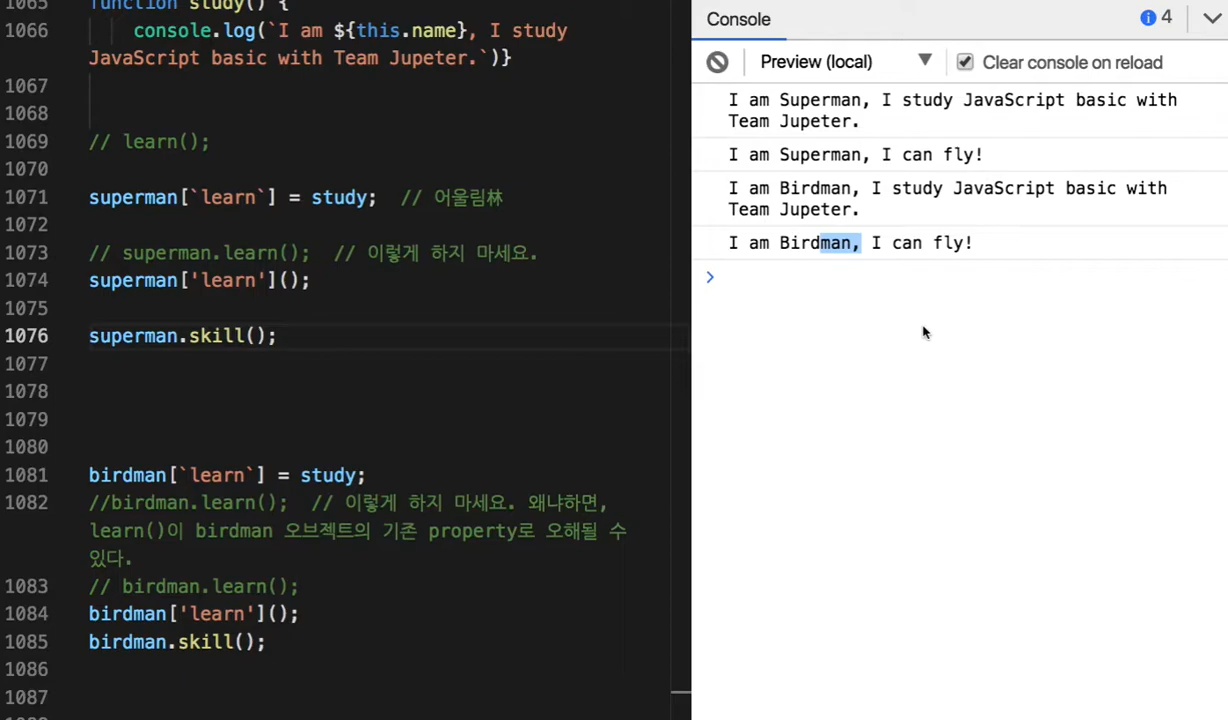 1065 function study() {
1066 console.log(`I am ${this.name}, I study
JavaScript basic with Team Jupeter.`)}
1067
1068
1069 // learn();
1070
1071 superman[`learn`] = study; // 어울림林
1072
1073 // superman.learn(); // 이렇게 하지 마세요.
1074 superman['learn']();
1075
1076 superman.skill();
1077
1078
1079
1080
1081 birdman[`learn`] = study;
1082 //birdman.learn(); // 이렇게 하지 마세요. 왜냐하면,
learn()이 birdman 오브젝트의 기존 property로 오해될 수
있다.
1083 // birdman.learn();
1084 birdman['learn']();
1085 birdman.skill();
1086
1087
Console
4
Preview (local)
Clear console on reload
I am Superman, I study JavaScript basic with
Team Jupeter.
I am Superman, I can fly!
I am Birdman, I study JavaScript basic with
Team Jupeter.
I am Birdman, I can fly!